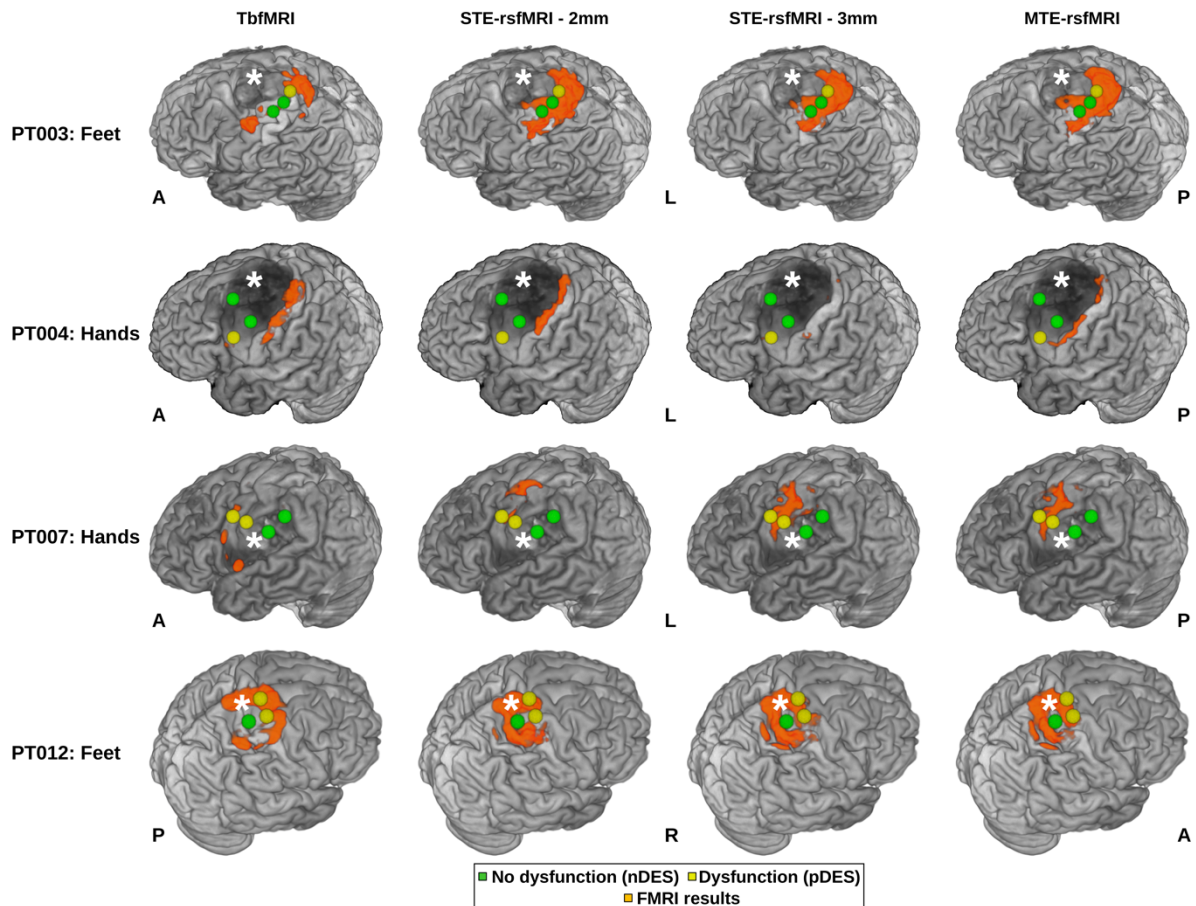 TbfMRI STE-rsfMRI - 2mm STE-rsfMRI - 3mm MTE-rsfMRI
*
*
*
*
PT003: Feet
A L P
*
*
*
*
PT004: Hands
A L P
PT007: Hands
*
*
*
*
A L P
*
*
*
*
PT012: Feet
P R A
No dysfunction (nDES) Dysfunction (pDES)
FMRI results